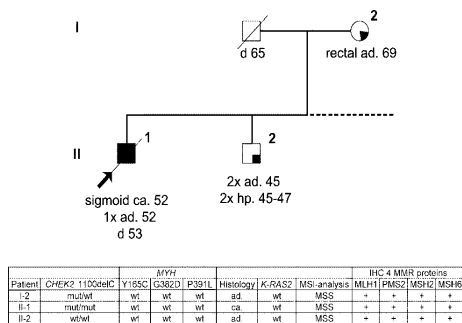 I
2
d 65
rectal ad. 69
1
2
II
sigmoid ca. 52
1x ad. 52
d 53
2x ad. 45
2x hp. 45-47
MYH
IHC 4 MMR proteins
Patient CHEK2 1100delC Y165C G382D P391L Histology K-RAS2 MSI-analysis MLH1 PMS2 MSH2 MSH6
I-2 mut/wt wt wt wt ad. wt MSS + + + +
II-1 mut/mut wt wt wt ca. wt MSS + + + +
II-2 wt/wt wt wt wt ad. wt MSS + + + +